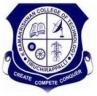 RAMAKRISHNAN COLLEGE OF TECHNOLOGY
TIRUCHIRAPPALLI
CREATE COMPETE CONQUER